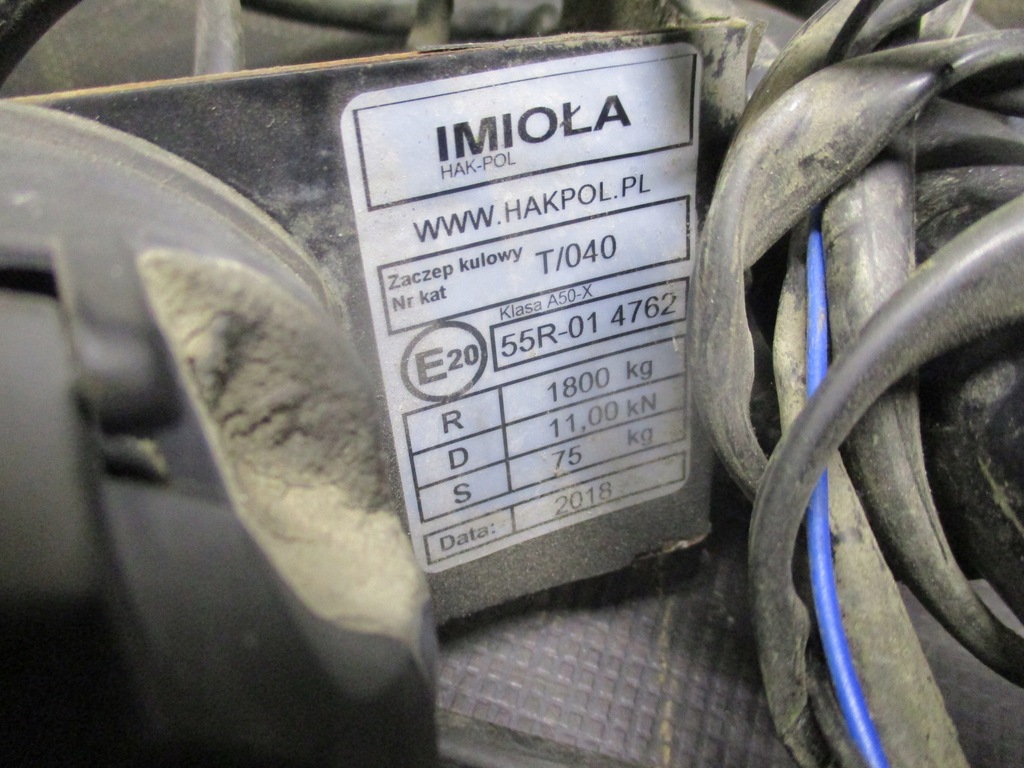 IMIOŁA
HAK-POL
WWW.HAKPOL.PL
Zaczep kulowy
Nr kat
T/040
Klasa A50-X
E20
55R-01 4762
R 1800 kg
D 11,00 kN
S 75 kg
Data: 2018